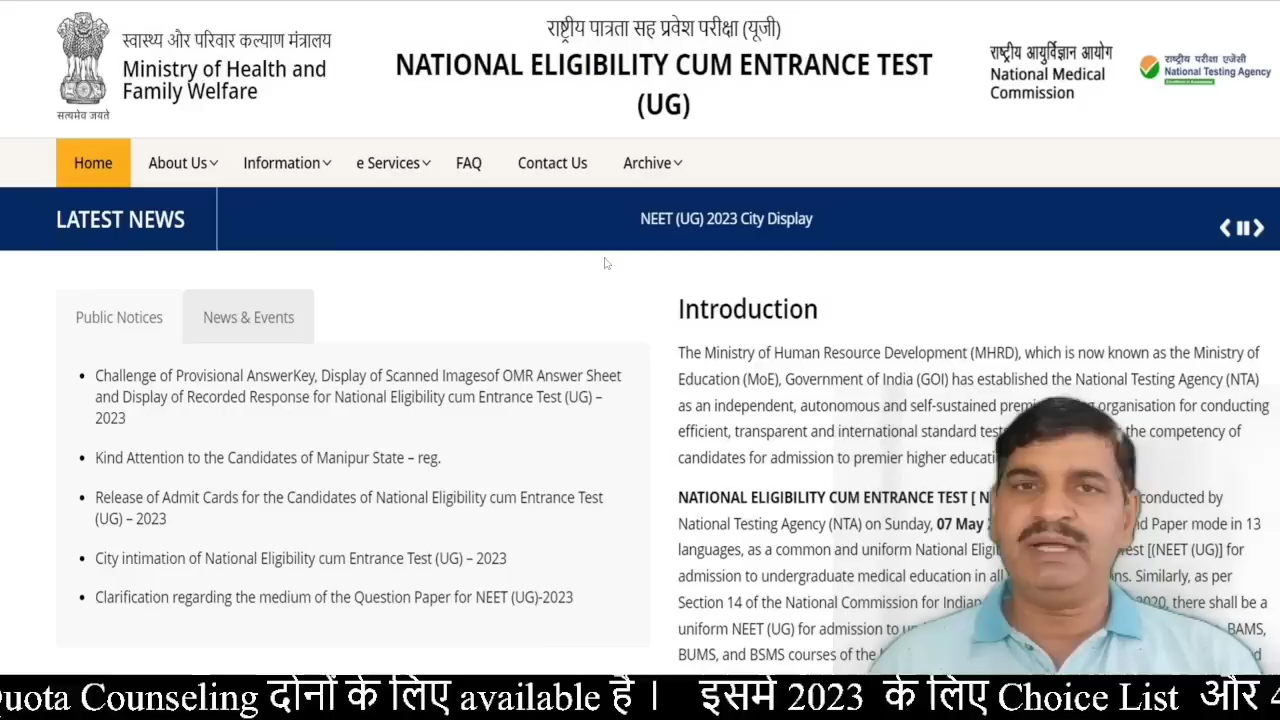 राष्ट्रीय पात्रता सह प्रवेश परीक्षा (यूजी)
स्वास्थ्य और परिवार कल्याण मंत्रालय
Ministry of Health and
Family Welfare
सत्यमेव जयते
NATIONAL ELIGIBILITY CUM ENTRANCE TEST
(UG)
राष्ट्रीय आयुर्विज्ञान आयोग
National Medical
Commission
राष्ट्रीय परीक्षा एजेंसी
National Testing Agency
Home About Us Information e Services FAQ Contact Us Archive
LATEST NEWS
NEET (UG) 2023 City Display
Public Notices News & Events
Challenge of Provisional AnswerKey, Display of Scanned Imagesof OMR Answer Sheet
and Display of Recorded Response for National Eligibility cum Entrance Test (UG) –
2023
Kind Attention to the Candidates of Manipur State – reg.
Release of Admit Cards for the Candidates of National Eligibility cum Entrance Test
(UG) – 2023
City intimation of National Eligibility cum Entrance Test (UG) – 2023
Clarification regarding the medium of the Question Paper for NEET (UG)-2023
Introduction
The Ministry of Human Resource Development (MHRD), which is now known as the Ministry of
Education (MoE), Government of India (GOI) has established the National Testing Agency (NTA)
as an independent, autonomous and self-sustained organisation for conducting
efficient, transparent and international standard the competency of
candidates for admission to premier higher
NATIONAL ELIGIBILITY CUM ENTRANCE TEST [ conducted by
National Testing Agency (NTA) on Sunday, 07 May Paper mode in 13
languages, as a common and uniform National [(NEET (UG)] for
admission to undergraduate medical education in all Similarly, as per
Section 14 of the National Commission for 2020, there shall be a
uniform NEET (UG) for admission to BAMS,
BUMS, and BSMS courses of the
Quota Counseling दोनों के लिए available है । इसमें 2023 के लिए Choice List और